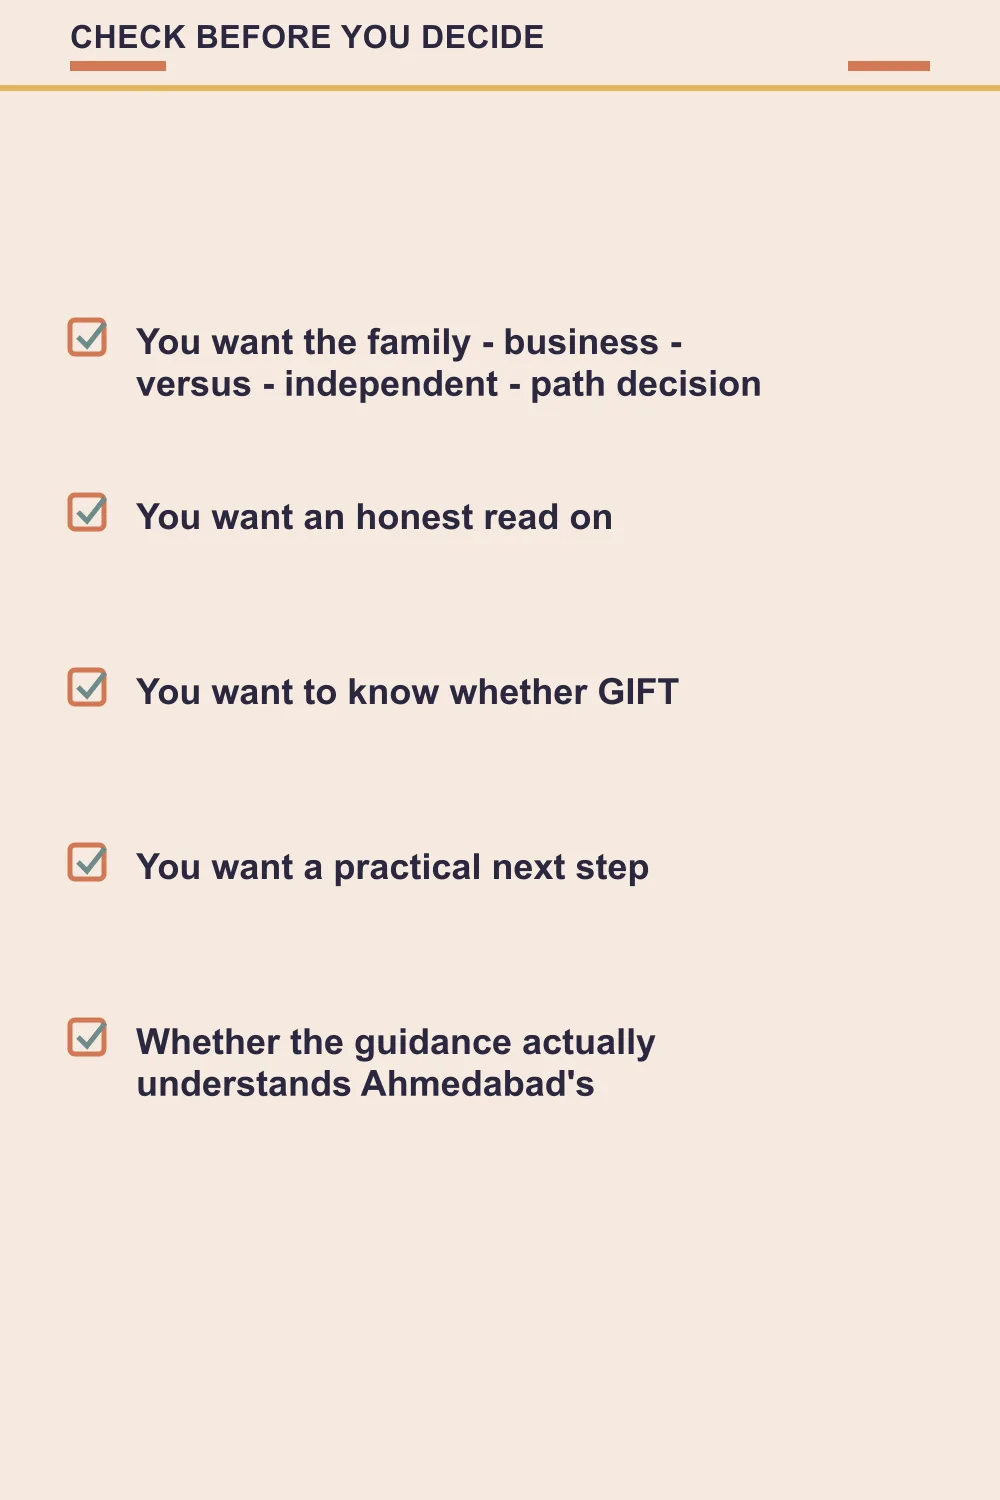 CHECK BEFORE YOU DECIDE
You want the family - business -
versus - independent - path decision
You want an honest read on
You want to know whether GIFT
You want a practical next step
Whether the guidance actually
understands Ahmedabad's